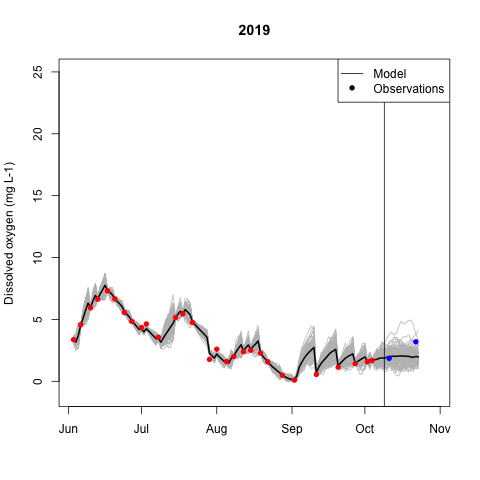 2019
Model
Observations
Dissolved oxygen (mg L-1)
25
20
15
10
5
0
Jun
Jul
Aug
Sep
Oct
Nov